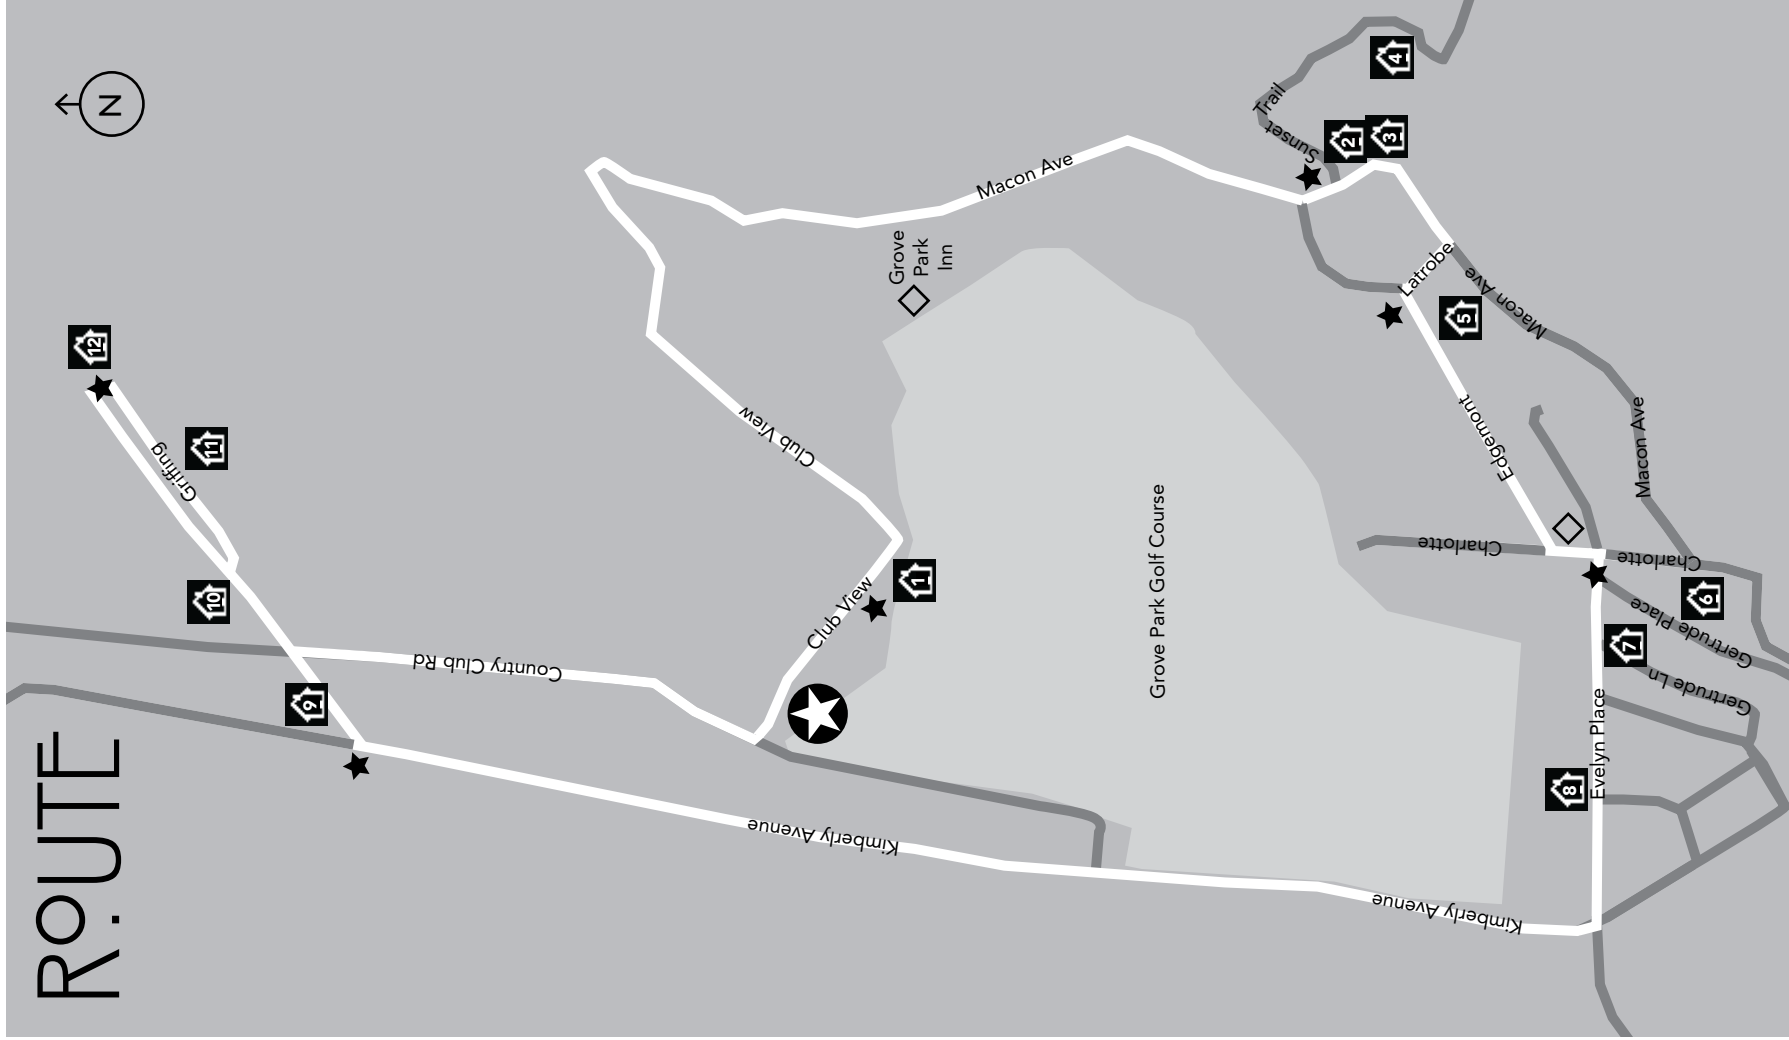 ROUTE
N
12
Griffing
11
10
9
Country Club Rd
Kimberly Avenue
Club View
Club View
1
Grove
Park
Inn
Macon Ave
Grove Park Golf Course
Sunset Trail
2
3
4
Latrobe
5
Macon Ave
Edgemont
Macon Ave
Charlotte
Charlotte
6
Gertrude Place
7
Gertrude Ln
Evelyn Place
8
Kimberly Avenue